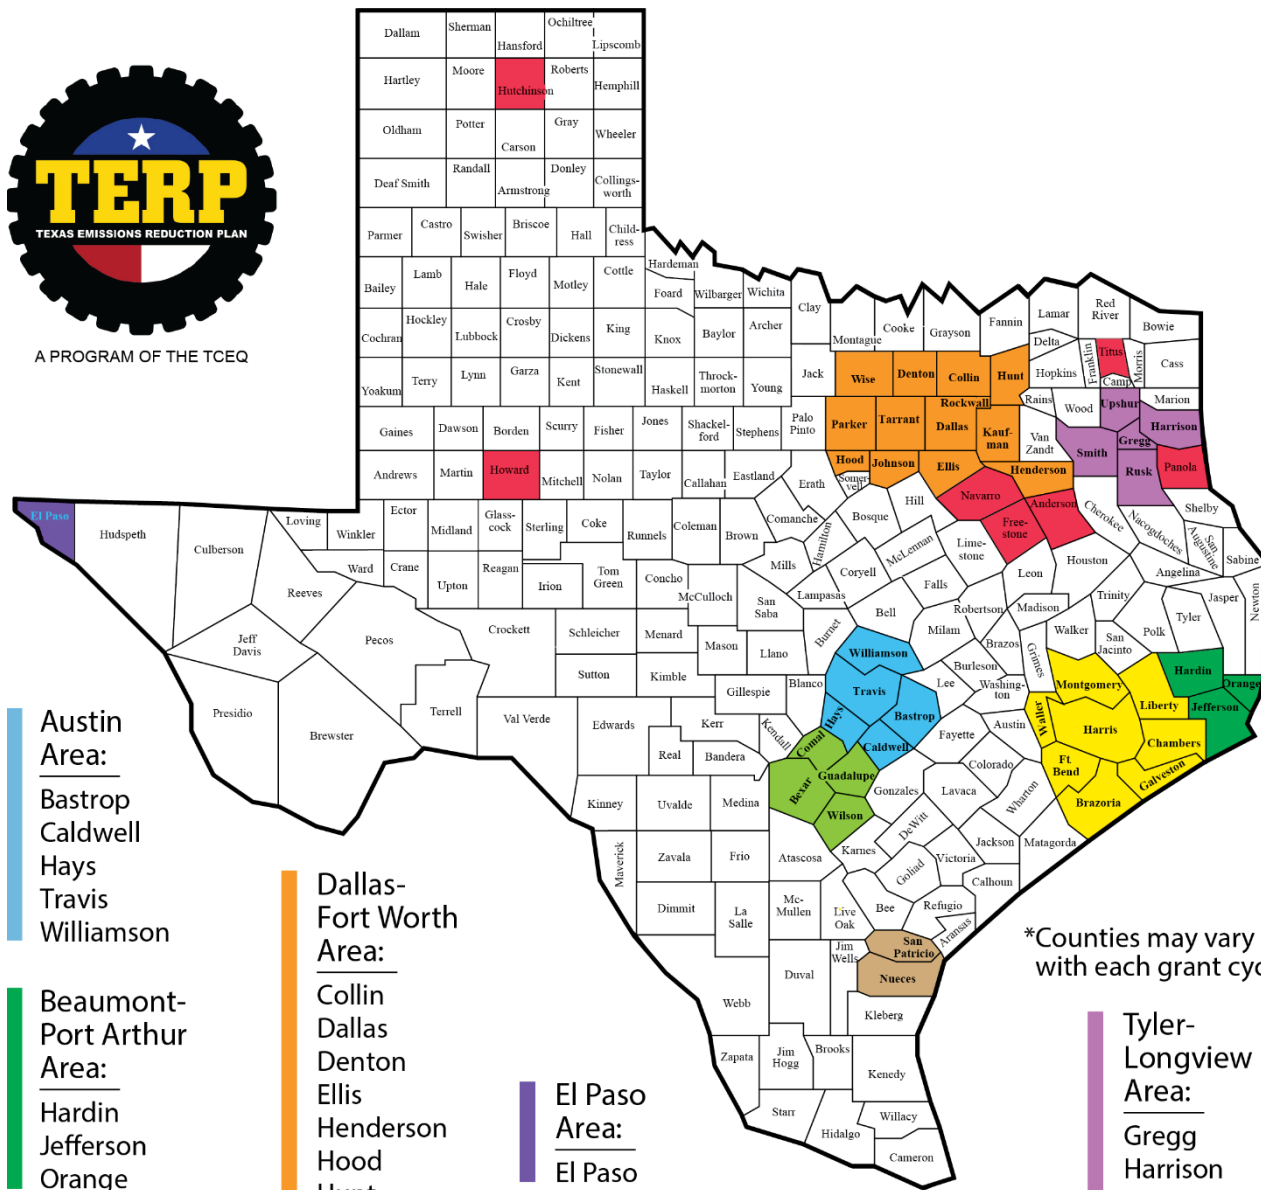 TERP
TEXAS EMISSIONS REDUCTION PLAN
A PROGRAM OF THE TCEQ
Dallam
Sherman
Hansford
Ochiltree
Lipscomb
Hartley
Moore
Hutchinson
Roberts
Hemphill
Oldham
Potter
Carson
Gray
Wheeler
Deaf Smith
Randall
Armstrong
Donley
Collings-
worth
Parmer
Castro
Swisher
Briscoe
Hall
Child-
ress
Bailey
Lamb
Hale
Floyd
Motley
Cottle
Hardeman
Foard
Wilbarger
Wichita
Clay
Cochran
Hockley
Lubbock
Crosby
Dickens
King
Knox
Baylor
Archer
Montague
Cooke
Grayson
Fannin
Lamar
Red
River
Bowie
Delta
Franklin
Titus
Morris
Cass
Hopkins
Camp
Yoakum
Terry
Lynn
Garza
Kent
Stonewall
Haskell
Throck-
morton
Young
Jack
Wise
Denton
Collin
Hunt
Rains
Wood
Upshur
Marion
Harrison
Gaines
Dawson
Borden
Scurry
Fisher
Jones
Shackel-
ford
Stephens
Palo
Pinto
Parker
Tarrant
Rockwall
Dallas
Kauf-
man
Van
Zandt
Smith
Gregg
Rusk
Panola
Andrews
Martin
Howard
Mitchell
Nolan
Taylor
Callahan
Eastland
Erath
Hood
Somer-
vell
Johnson
Ellis
Henderson
Navarro
Anderson
Cherokee
Nacogdoches
Shelby
San
Augustine
Sabine
El Paso
Hudspeth
Culberson
Loving
Winkler
Ector
Midland
Glass-
cock
Sterling
Coke
Runnels
Coleman
Brown
Comanche
Hamilton
Bosque
Hill
Free-
stone
Lime-
stone
McLennan
Reeves
Ward
Crane
Upton
Reagan
Irion
Tom
Green
Concho
McCulloch
San
Saba
Mills
Lampasas
Coryell
Bell
Falls
Robertson
Leon
Houston
Madison
Trinity
Angelina
Polk
Tyler
Jasper
Newton
Jeff
Davis
Pecos
Crockett
Schleicher
Menard
Mason
Llano
Burnet
Williamson
Milam
Brazos
Grimes
Walker
San
Jacinto
Hardin
Orange
Jefferson
Presidio
Brewster
Terrell
Val Verde
Sutton
Kimble
Gillespie
Blanco
Travis
Bastrop
Lee
Burleson
Washing-
ton
Waller
Montgomery
Liberty
Harris
Chambers
Galveston
Edwards
Kerr
Real
Bandera
Kendall
Comal
Hays
Caldwell
Fayette
Austin
Ft
Bend
Brazoria
Colorado
Wharton
Kinney
Uvalde
Medina
Bexar
Guadalupe
Wilson
Gonzales
Lavaca
DeWitt
Jackson
Matagorda
Maverick
Zavala
Frio
Atascosa
Karnes
Goliad
Victoria
Calhoun
Dimmit
La
Salle
Mc-
Mullen
Live
Oak
Bee
Refugio
Aransas
San
Patricio
Jim
Wells
Nueces
Webb
Duval
Kleberg
Zapata
Jim
Hogg
Brooks
Kenedy
Starr
Hidalgo
Willacy
Cameron
Austin
Area:
Bastrop
Caldwell
Hays
Travis
Williamson
Beaumont-
Port Arthur
Area:
Hardin
Jefferson
Orange
Dallas-
Fort Worth
Area:
Collin
Dallas
Denton
Ellis
Henderson
Hood
Hunt
El Paso
Area:
El Paso
*Counties may vary
with each grant cyc
Tyler-
Longview
Area:
Gregg
Harrison